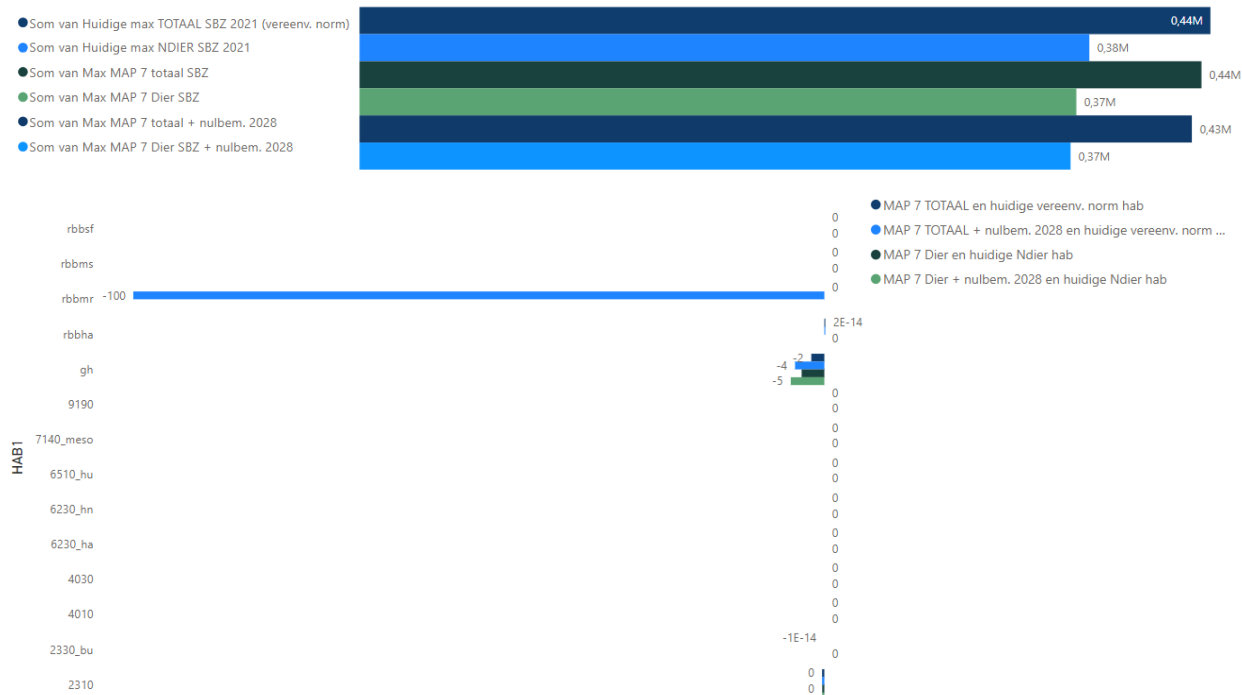 Som van Huidige max TOTAAL SBZ 2021 (vereenv. norm)
0,44M
Som van Huidige max NDIER SBZ 2021
0,38M
Som van Max MAP 7 totaal SBZ
0,44M
Som van Max MAP 7 Dier SBZ
0,37M
Som van Max MAP 7 totaal + nulbem. 2028
0,43M
Som van Max MAP 7 Dier SBZ + nulbem. 2028
0,37M
MAP 7 TOTAAL en huidige vereenv. norm hab
MAP 7 TOTAAL + nulbem. 2028 en huidige vereenv. norm ...
MAP 7 Dier en huidige Ndier hab
MAP 7 Dier + nulbem. 2028 en huidige Ndier hab
HAB1
rbbsf
0
0
rbbms
0
0
rbbmr
0
-100
rbbha
2E-14
0
gh
-2
-4
-5
9190
0
0
7140_meso
0
0
6510_hu
0
0
6230_hn
0
0
6230_ha
0
0
4030
0
0
4010
0
0
2330_bu
-1E-14
0
2310
0
0